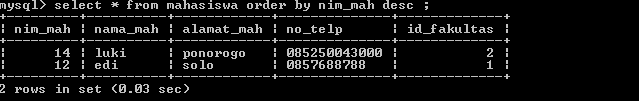 mysql> select * from mahasiswa order by nim_mah desc ;
+---------+----------+------------+--------------+-------------+
| nim_mah | nama_mah | alamat_mah | no_telp | id_fakultas |
+---------+----------+------------+--------------+-------------+
| 14 | luki | ponorogo | 085250043000 | 2 |
| 12 | edi | solo | 0857688788 | 1 |
+---------+----------+------------+--------------+-------------+
2 rows in set (0.03 sec)